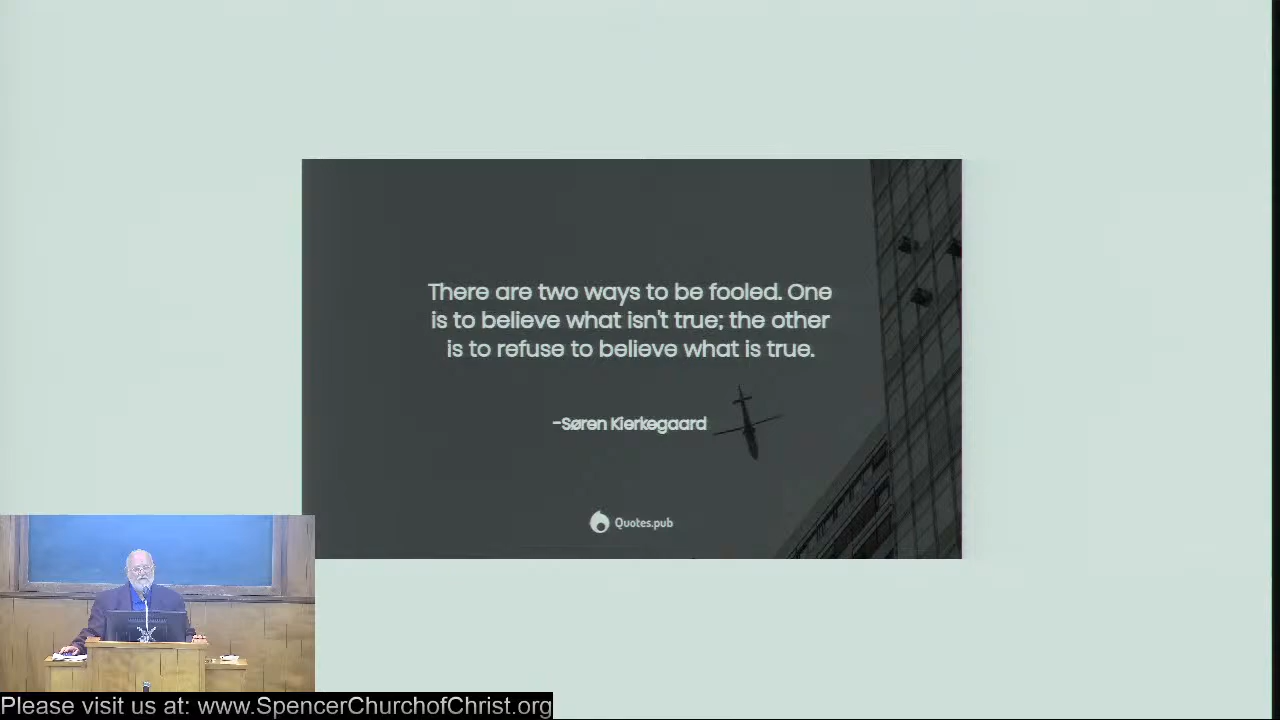 There are two ways to be fooled. One
is to believe what isn't true; the other
is to refuse to believe what is true.
-Søren Kierkegaard
Quotes.pub
Please visit us at: www.SpencerChurchofChrist.org